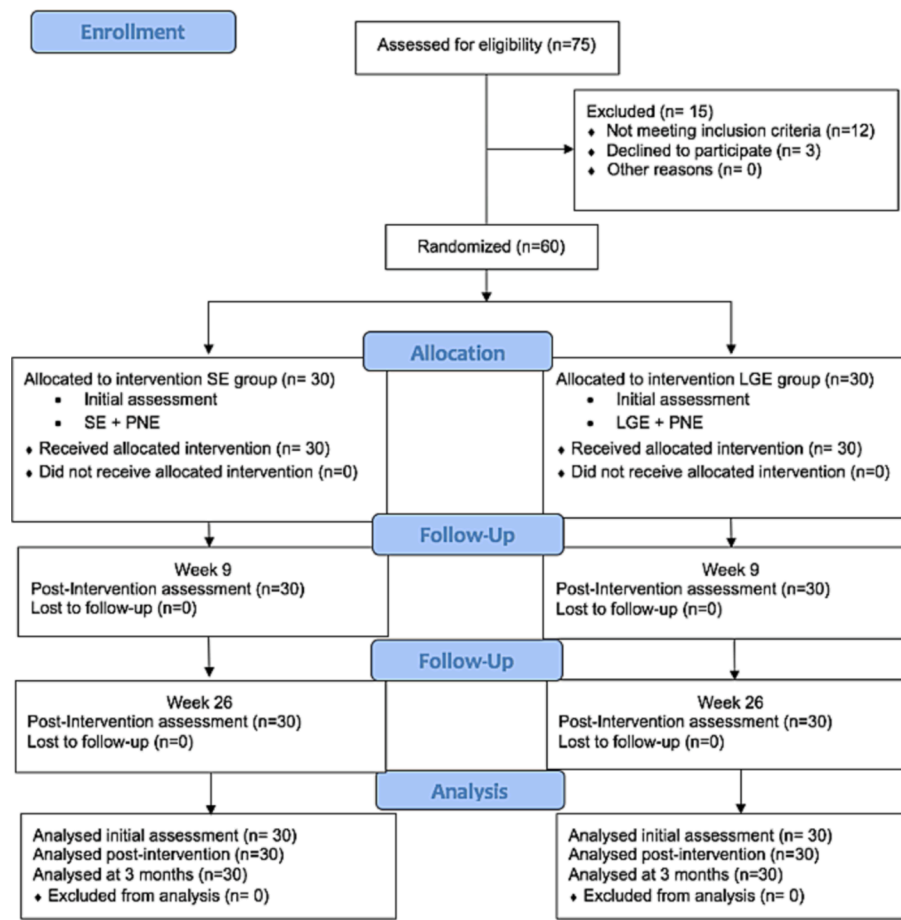 Enrollment
Assessed for eligibility (n=75)
Excluded (n= 15)
♦ Not meeting inclusion criteria (n=12)
♦ Declined to participate (n= 3)
♦ Other reasons (n= 0)
Randomized (n=60)
Allocation
Allocated to intervention SE group (n= 30)
• Initial assessment
• SE + PNE
♦ Received allocated intervention (n= 30)
♦ Did not receive allocated intervention (n=0)
Allocated to intervention LGE group (n=30)
• Initial assessment
• LGE + PNE
♦ Received allocated intervention (n= 30)
♦ Did not receive allocated intervention (n=0)
Follow-Up
Week 9
Post-Intervention assessment (n=30)
Lost to follow-up (n=0)
Week 9
Post-Intervention assessment (n=30)
Lost to follow-up (n=0)
Follow-Up
Week 26
Post-Intervention assessment (n=30)
Lost to follow-up (n=0)
Week 26
Post-Intervention assessment (n=30)
Lost to follow-up (n=0)
Analysis
Analysed initial assessment (n= 30)
Analysed post-intervention (n=30)
Analysed at 3 months (n=30)
♦ Excluded from analysis (n= 0)
Analysed initial assessment (n= 30)
Analysed post-intervention (n=30)
Analysed at 3 months (n=30)
♦ Excluded from analysis (n= 0)